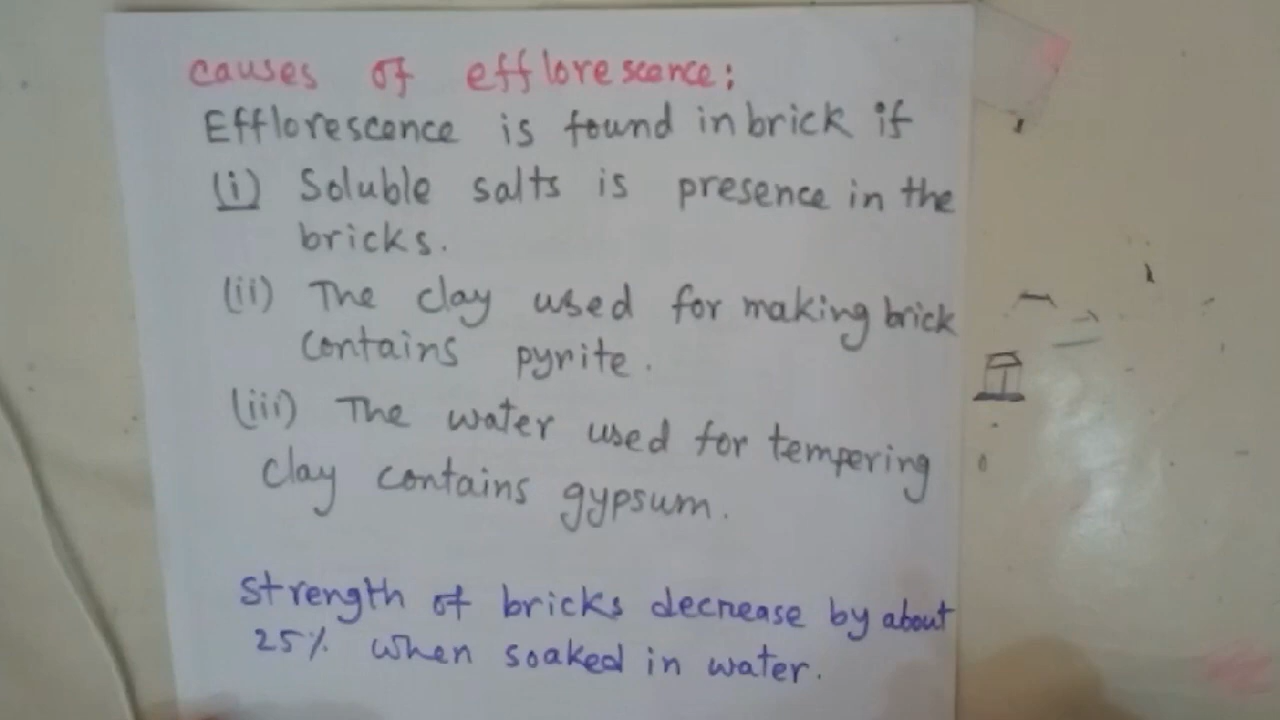 causes of efflorescence:
Efflorescence is found in brick if
(i) Soluble salts is presence in the
bricks.
(ii) The clay used for making brick
contains pyrite.
(iii) The water used for tempering
clay contains gypsum.
strength of bricks decrease by about
25% when soaked in water.